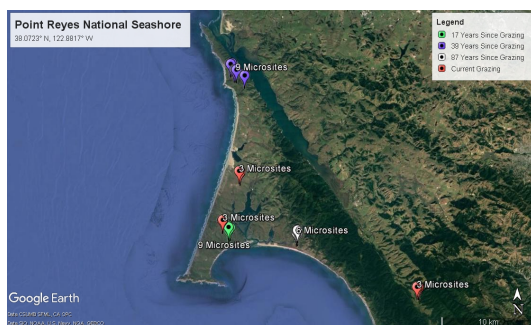 Point Reyes National Seashore
38.0723° N, 122.8817° W
Legend
17 Years Since Grazing
39 Years Since Grazing
87 Years Since Grazing
Current Grazing
9 Microsites
3 Microsites
3 Microsites
6 Microsites
9 Microsites
3 Microsites
Google Earth
N
10 km